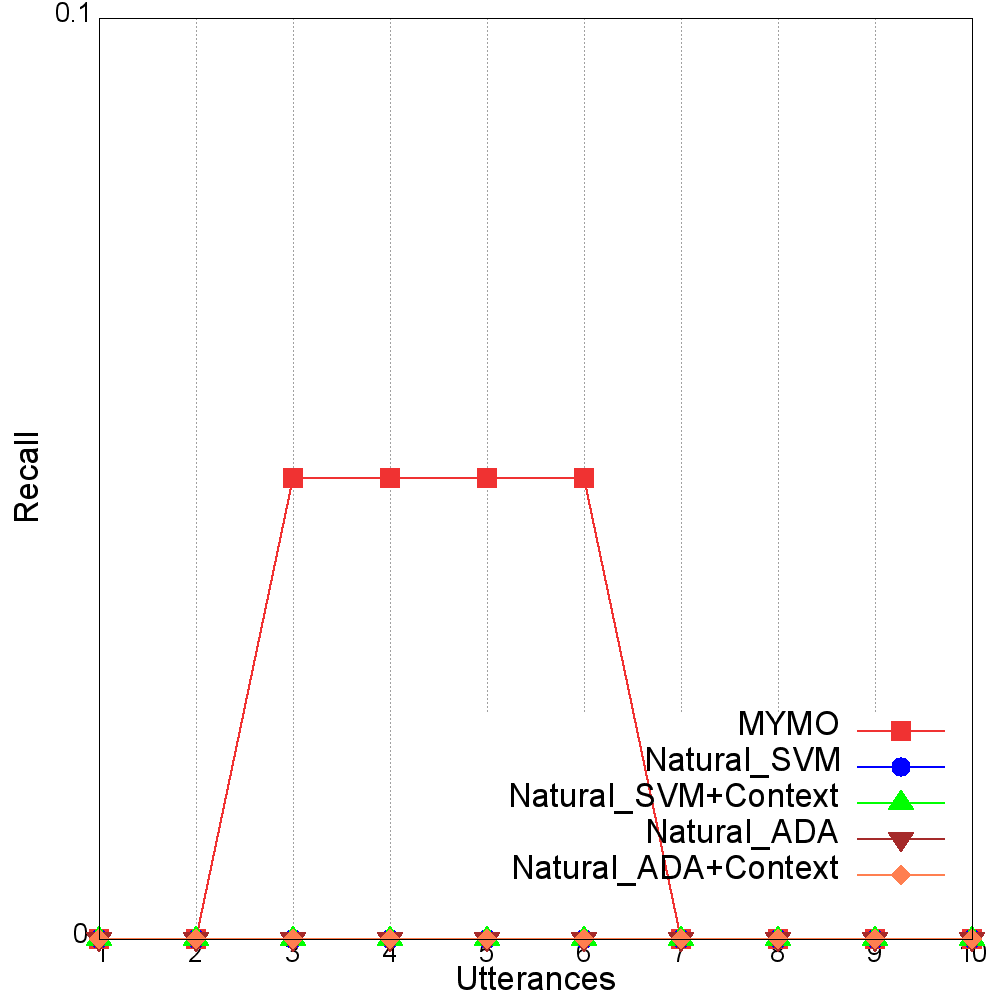 0.1
Recall
MYMO
Natural_SVM
Natural_SVM+Context
Natural_ADA
Natural_ADA+Context
0
1 2 3 4 5 6 7 8 9 10
Utterances